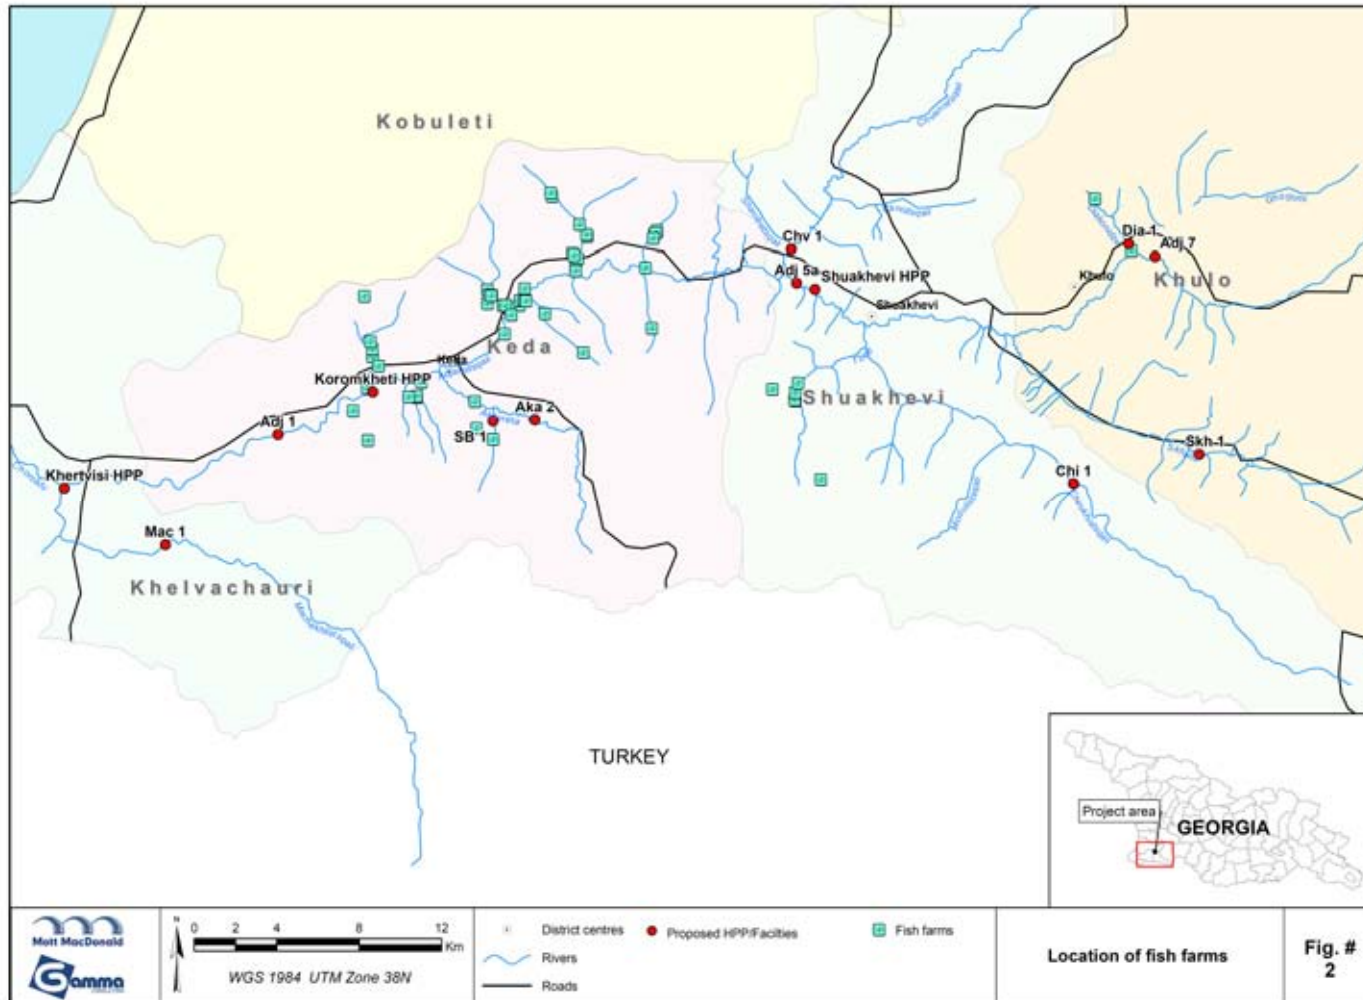 Kobuleti
Chv 1
Dia 1
Adj 7
Adj 5a
Shuakhevi HPP
Khulo
Khulo
Shuakhevi
Keda
Keda
Koromkheti HPP
Shuakhevi
Adj 1
SB 1
Aka 2
Skh 1
Khertvisi HPP
Chi 1
Mac 1
Khelvachauri
TURKEY
Project area
GEORGIA
Mott MacDonald
Gamma
N
0 2 4 8 12
Km
WGS 1984 UTM Zone 38N
District centres
Proposed HPP/Facilties
Fish farms
Rivers
Roads
Location of fish farms
Fig. #
2